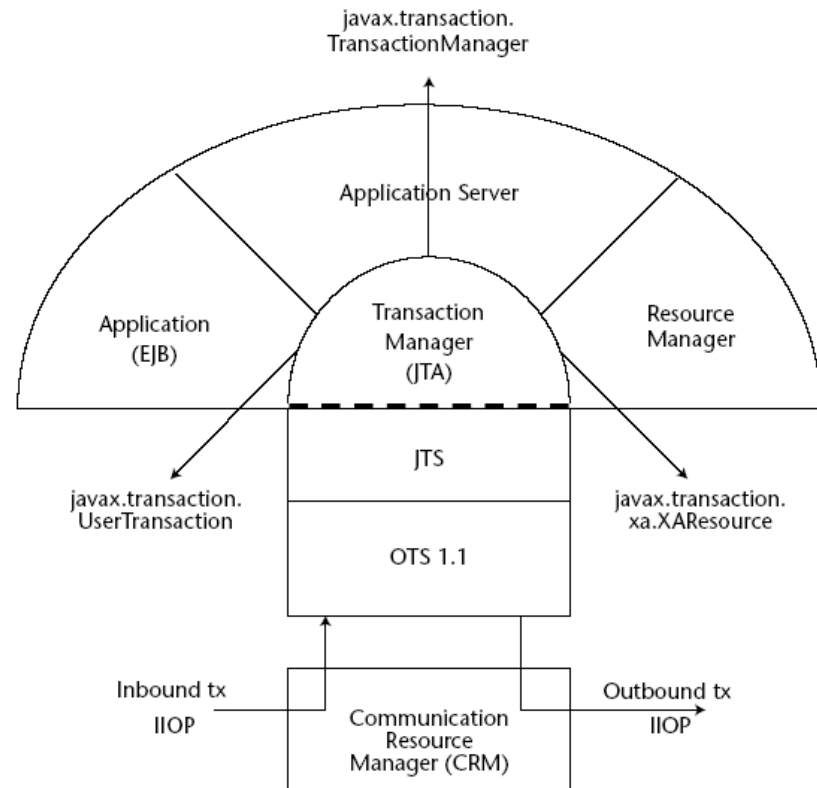 javax.transaction.
TransactionManager
Application Server
Application
(EJB)
Transaction
Manager
(JTA)
Resource
Manager
JTS
javax.transaction.
UserTransaction
javax.transaction.
xa.XAResource
OTS 1.1
Inbound tx
IIOP
Outbound tx
IIOP
Communication
Resource
Manager (CRM)